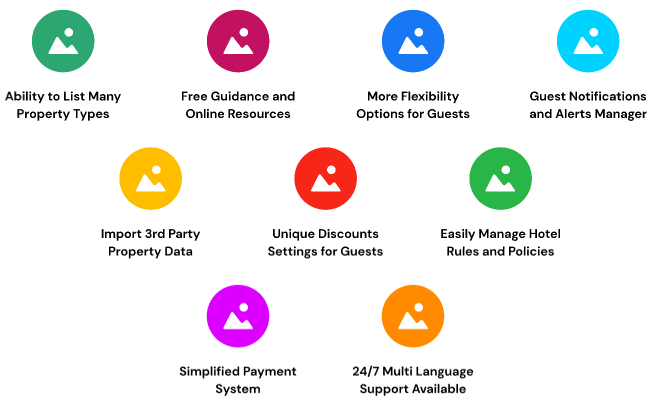 Ability to List Many
Property Types
Free Guidance and
Online Resources
More Flexibility
Options for Guests
Guest Notifications
and Alerts Manager
Import 3rd Party
Property Data
Unique Discounts
Settings for Guests
Easily Manage Hotel
Rules and Policies
Simplified Payment
System
24/7 Multi Language
Support Available